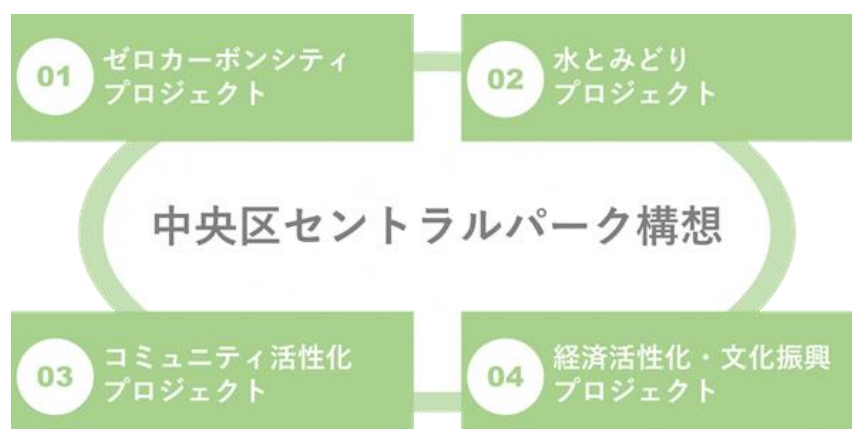 01
ゼロカーボンシティ
プロジェクト
02
水とみどり
プロジェクト
中央区セントラルパーク構想
03
コミュニティ活性化
プロジェクト
04
経済活性化・文化振興
プロジェクト